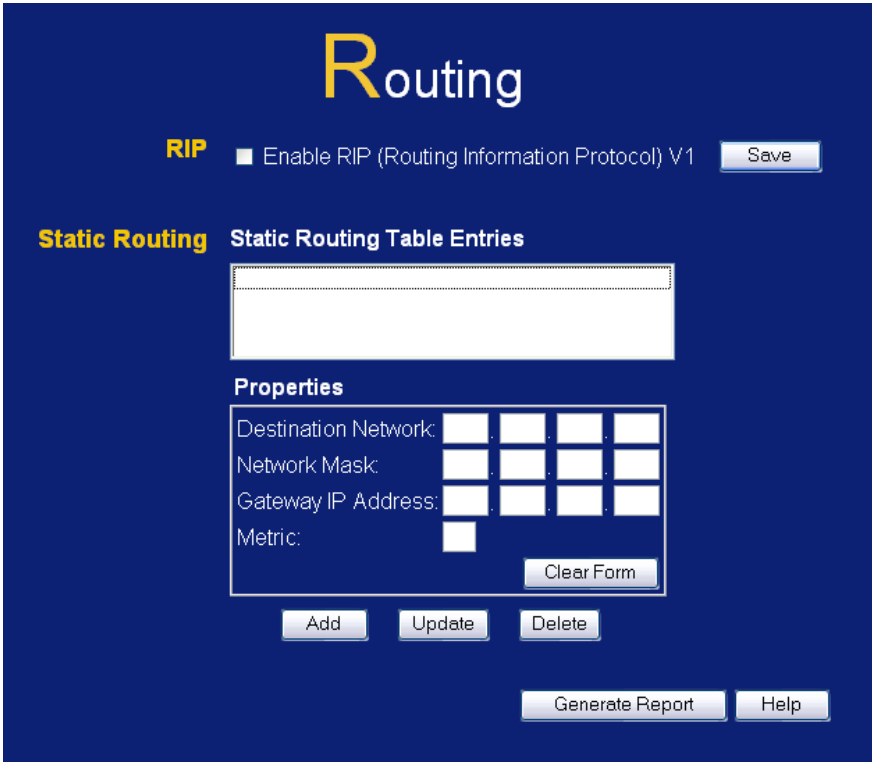 Routing
RIP Enable RIP (Routing Information Protocol) V1 Save
Static Routing Static Routing Table Entries
Properties
Destination Network: . . .
Network Mask: . . .
Gateway IP Address: . . .
Metric:
Clear Form
Add Update Delete
Generate Report Help